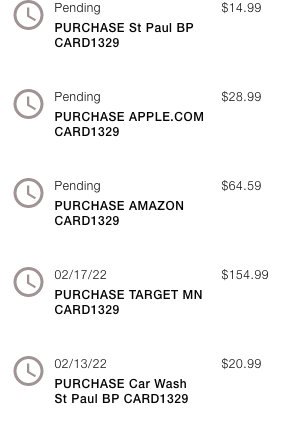 Pending $14.99
PURCHASE St Paul BP
CARD1329
Pending $28.99
PURCHASE APPLE.COM
CARD1329
Pending $64.59
PURCHASE AMAZON
CARD1329
02/17/22 $154.99
PURCHASE TARGET MN
CARD1329
02/13/22 $20.99
PURCHASE Car Wash
St Paul BP CARD1329